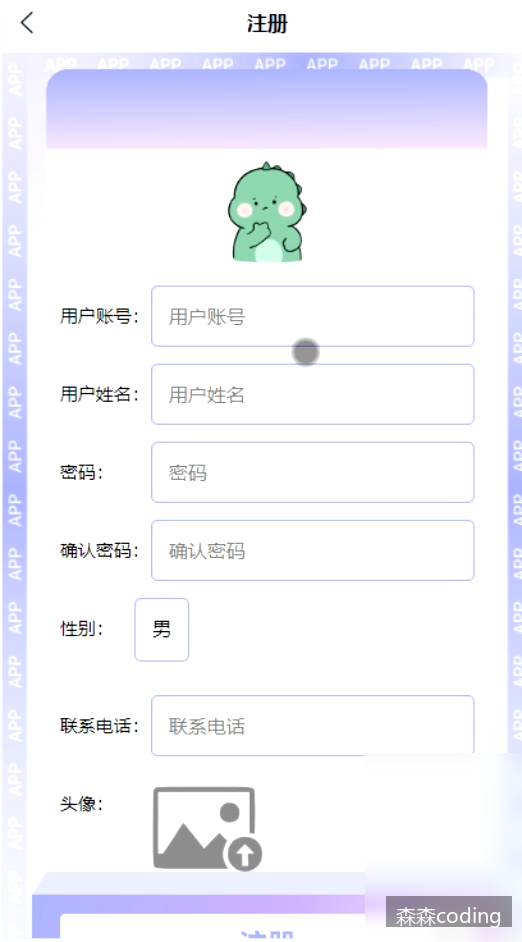 注册
APP APP APP APP APP APP APP APP APP
用户账号： 用户账号
用户姓名： 用户姓名
密码： 密码
确认密码： 确认密码
性别： 男
联系电话： 联系电话
头像：
森森coding
注册